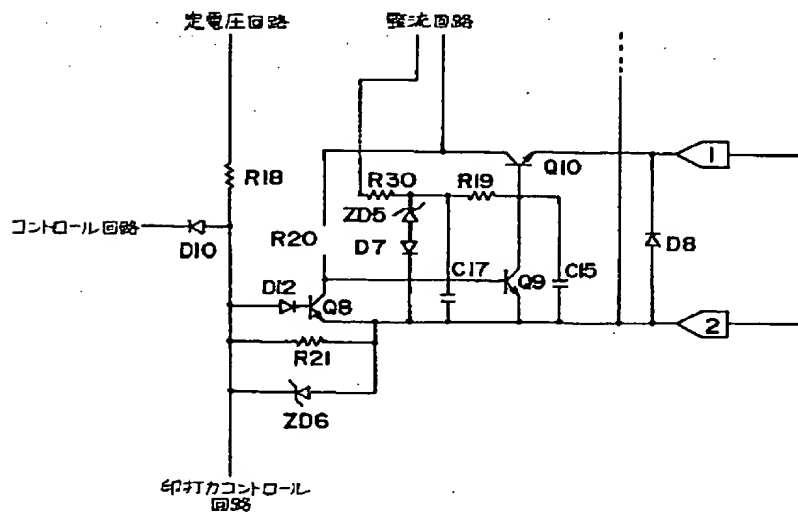 定電圧回路
整流回路
1
Q10
R18
R30
R19
ZD5
コントロール回路
D10
R20
D7
D8
C17
Q9
C15
D12
Q8
2
R21
ZD6
印打力コントロール
回路